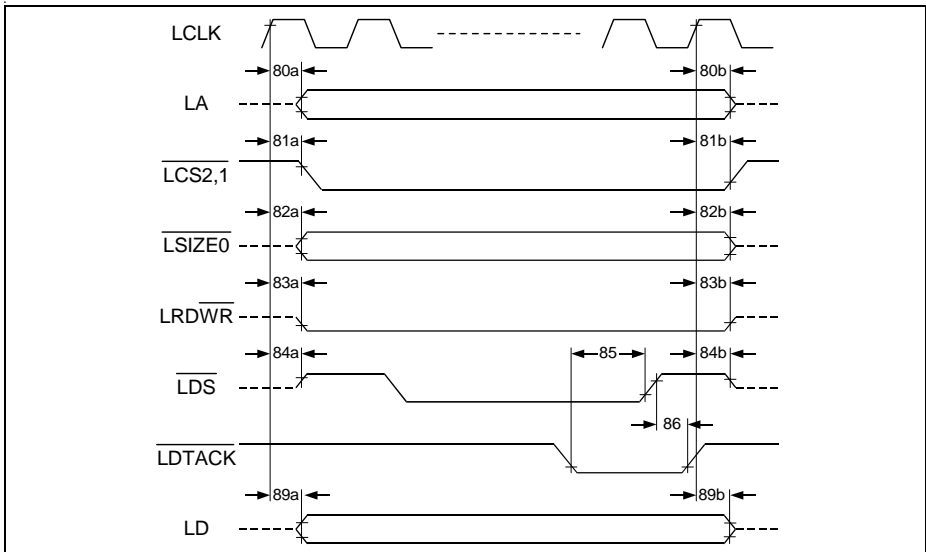 LCLK
80a 80b
LA
81a 81b
LCS2,1
82a 82b
LSIZE0
83a 83b
LRDWR
84a 85 84b
LDS
86
LDTACK
89a 89b
LD